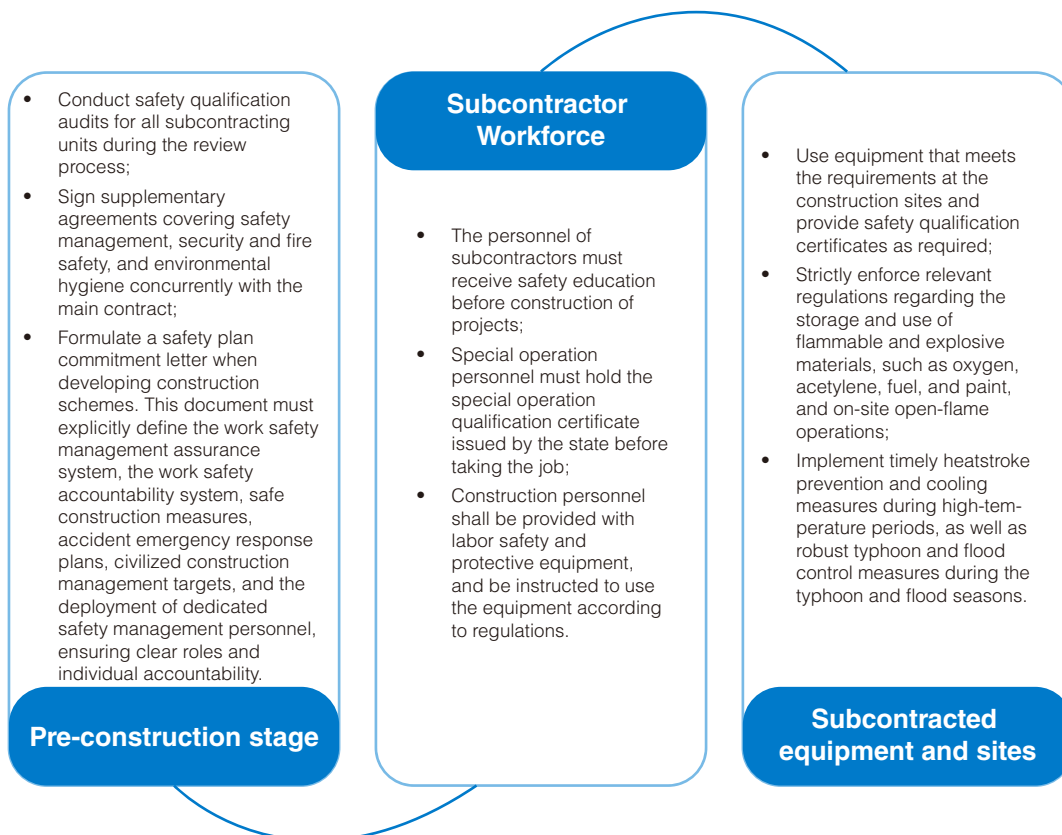 • Conduct safety qualification
audits for all subcontracting
units during the review
process;
• Sign supplementary
agreements covering safety
management, security and fire
safety, and environmental
hygiene concurrently with the
main contract;
• Formulate a safety plan
commitment letter when
developing construction
schemes. This document must
explicitly define the work safety
management assurance
system, the work safety
accountability system, safe
construction measures,
accident emergency response
plans, civilized construction
management targets, and the
deployment of dedicated
safety management personnel,
ensuring clear roles and
individual accountability.
Pre-construction stage
Subcontractor
Workforce
• The personnel of
subcontractors must
receive safety education
before construction of
projects;
• Special operation
personnel must hold the
special operation
qualification certificate
issued by the state before
taking the job;
• Construction personnel
shall be provided with
labor safety and
protective equipment,
and be instructed to use
the equipment according
to regulations.
• Use equipment that meets
the requirements at the
construction sites and
provide safety qualification
certificates as required;
• Strictly enforce relevant
regulations regarding the
storage and use of
flammable and explosive
materials, such as oxygen,
acetylene, fuel, and paint,
and on-site open-flame
operations;
• Implement timely heatstroke
prevention and cooling
measures during high-tem-
perature periods, as well as
robust typhoon and flood
control measures during the
typhoon and flood seasons.
Subcontracted
equipment and sites